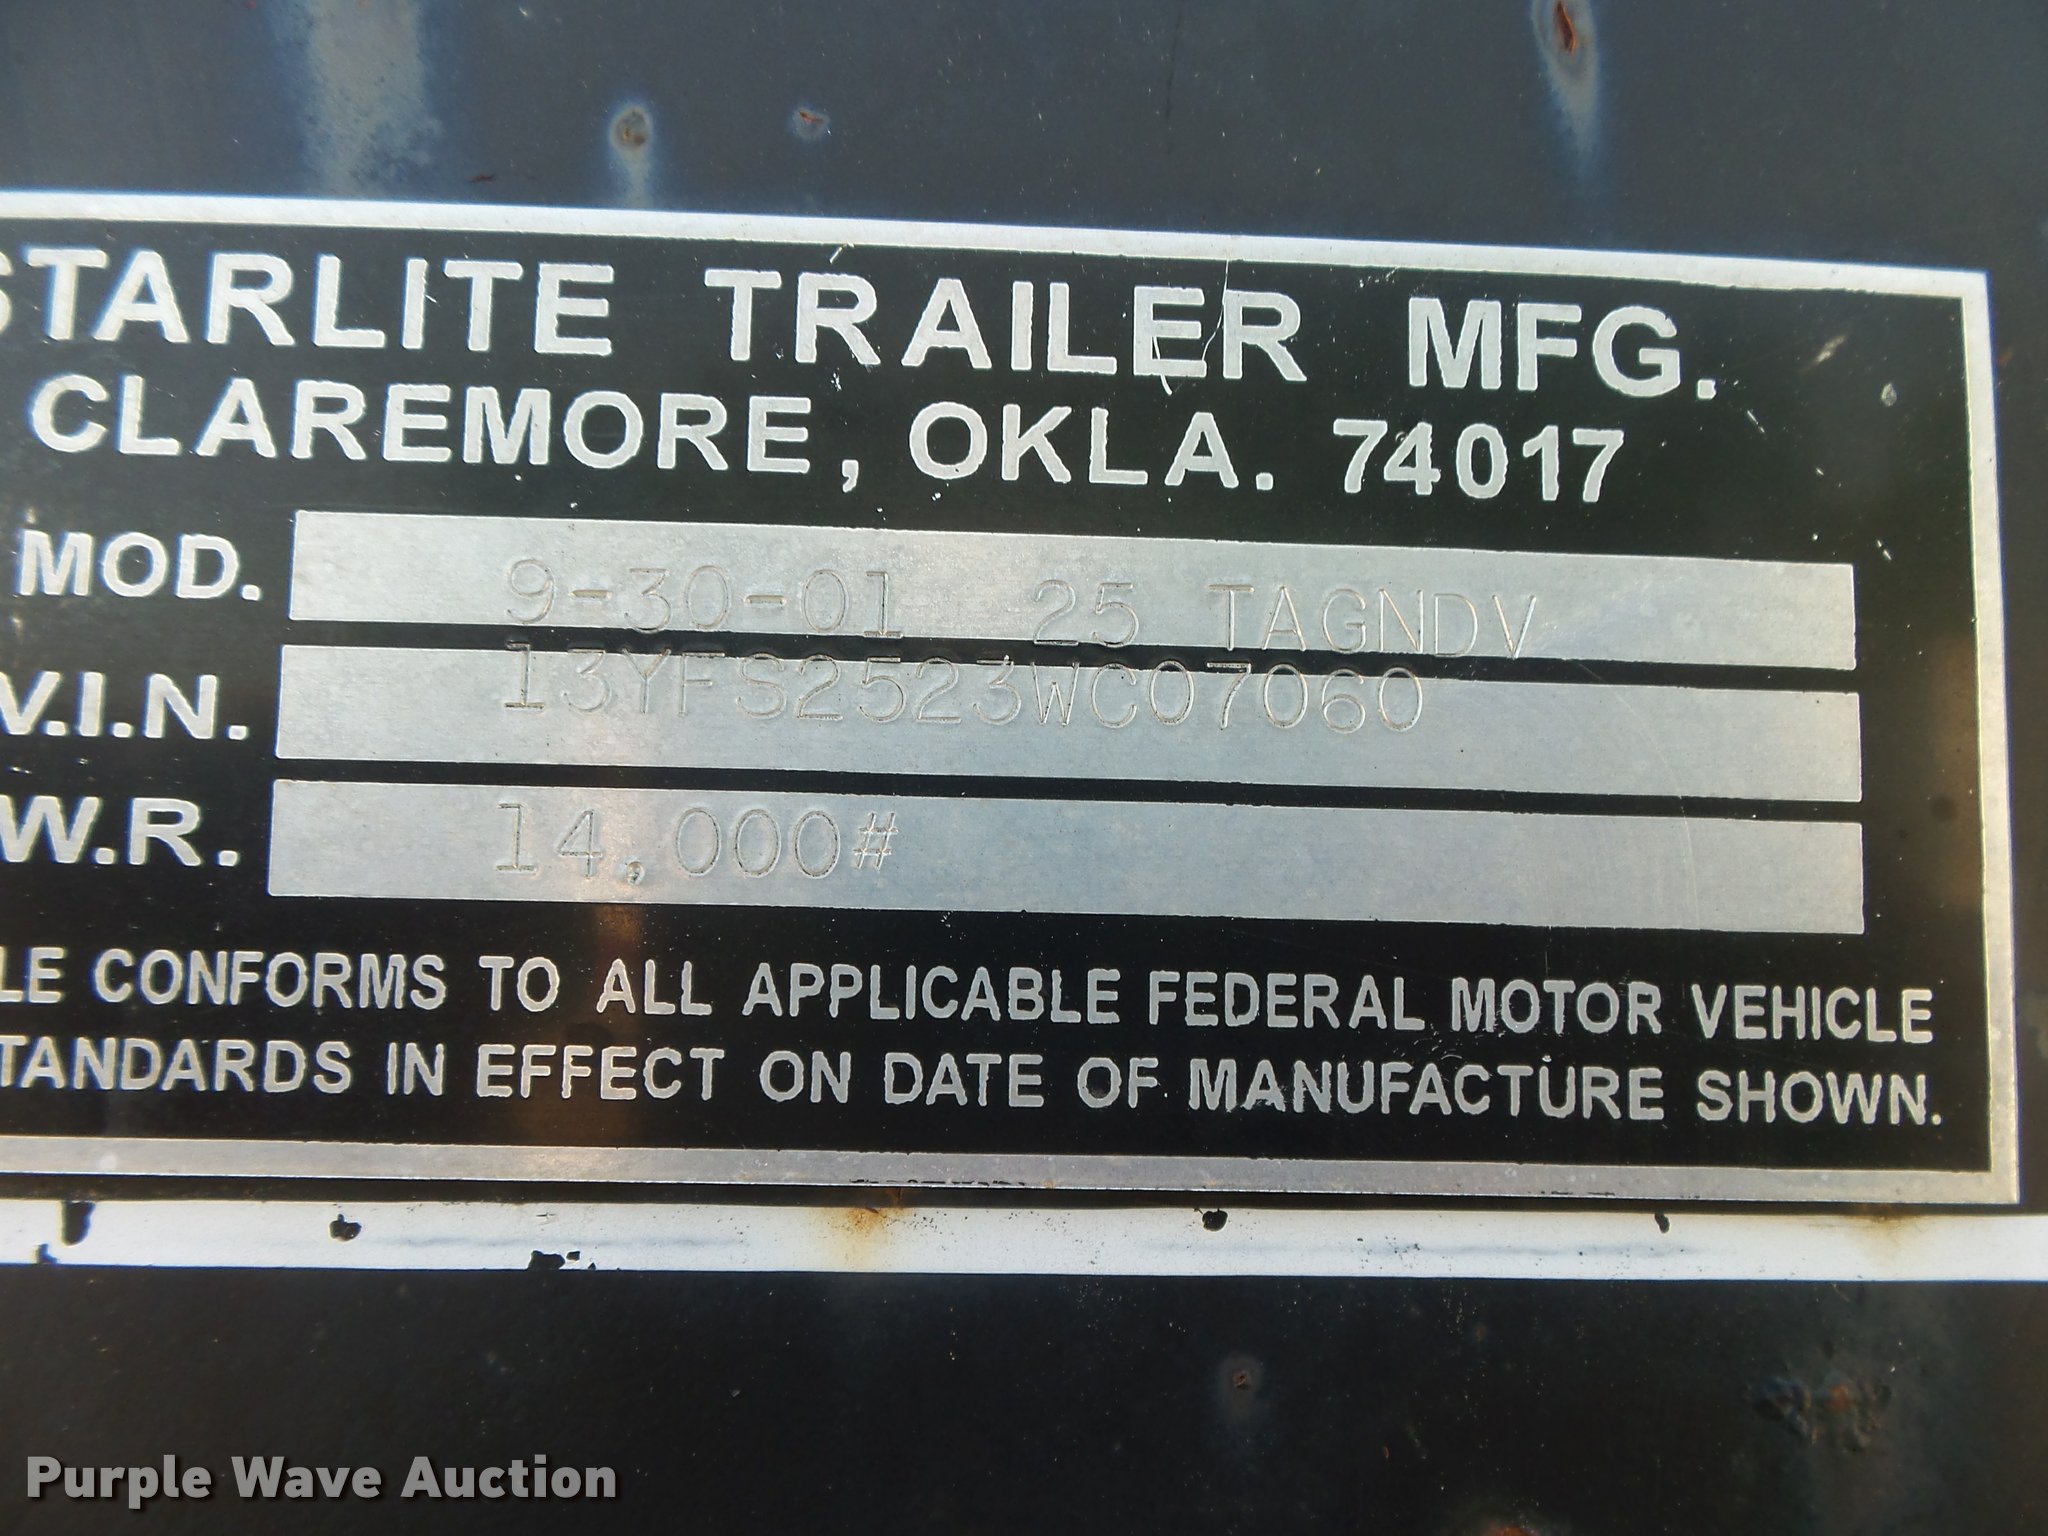 STARLITE TRAILER MFG.
CLAREMORE, OKLA. 74017
MOD. 9-30-01 25 TAGNDV
V.I.N. 13YFS2523WC07060
W.R. 14,000#
LE CONFORMS TO ALL APPLICABLE FEDERAL MOTOR VEHICLE
TANDARDS IN EFFECT ON DATE OF MANUFACTURE SHOWN.
Purple Wave Auction